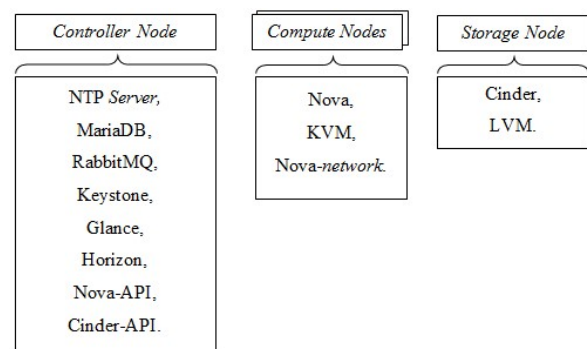 Controller Node
NTP Server,
MariaDB,
RabbitMQ,
Keystone,
Glance,
Horizon,
Nova-API,
Cinder-API.
Compute Nodes
Nova,
KVM,
Nova-network.
Storage Node
Cinder,
LVM.